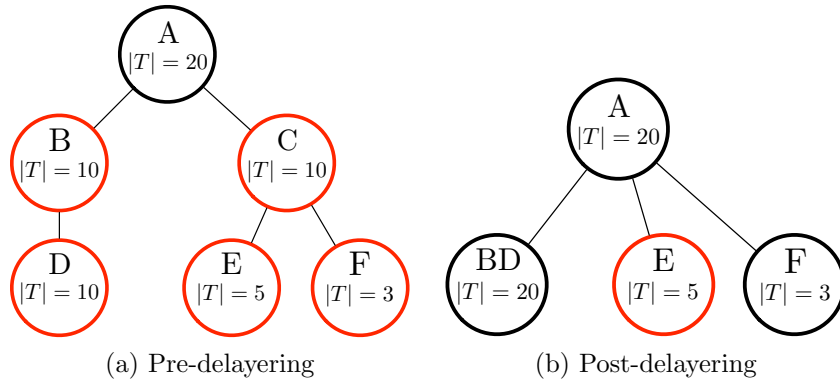 A
|T| = 20
B
|T| = 10
C
|T| = 10
D
|T| = 10
E
|T| = 5
F
|T| = 3
(a) Pre-delayering
A
|T| = 20
BD
|T| = 20
E
|T| = 5
F
|T| = 3
(b) Post-delayering